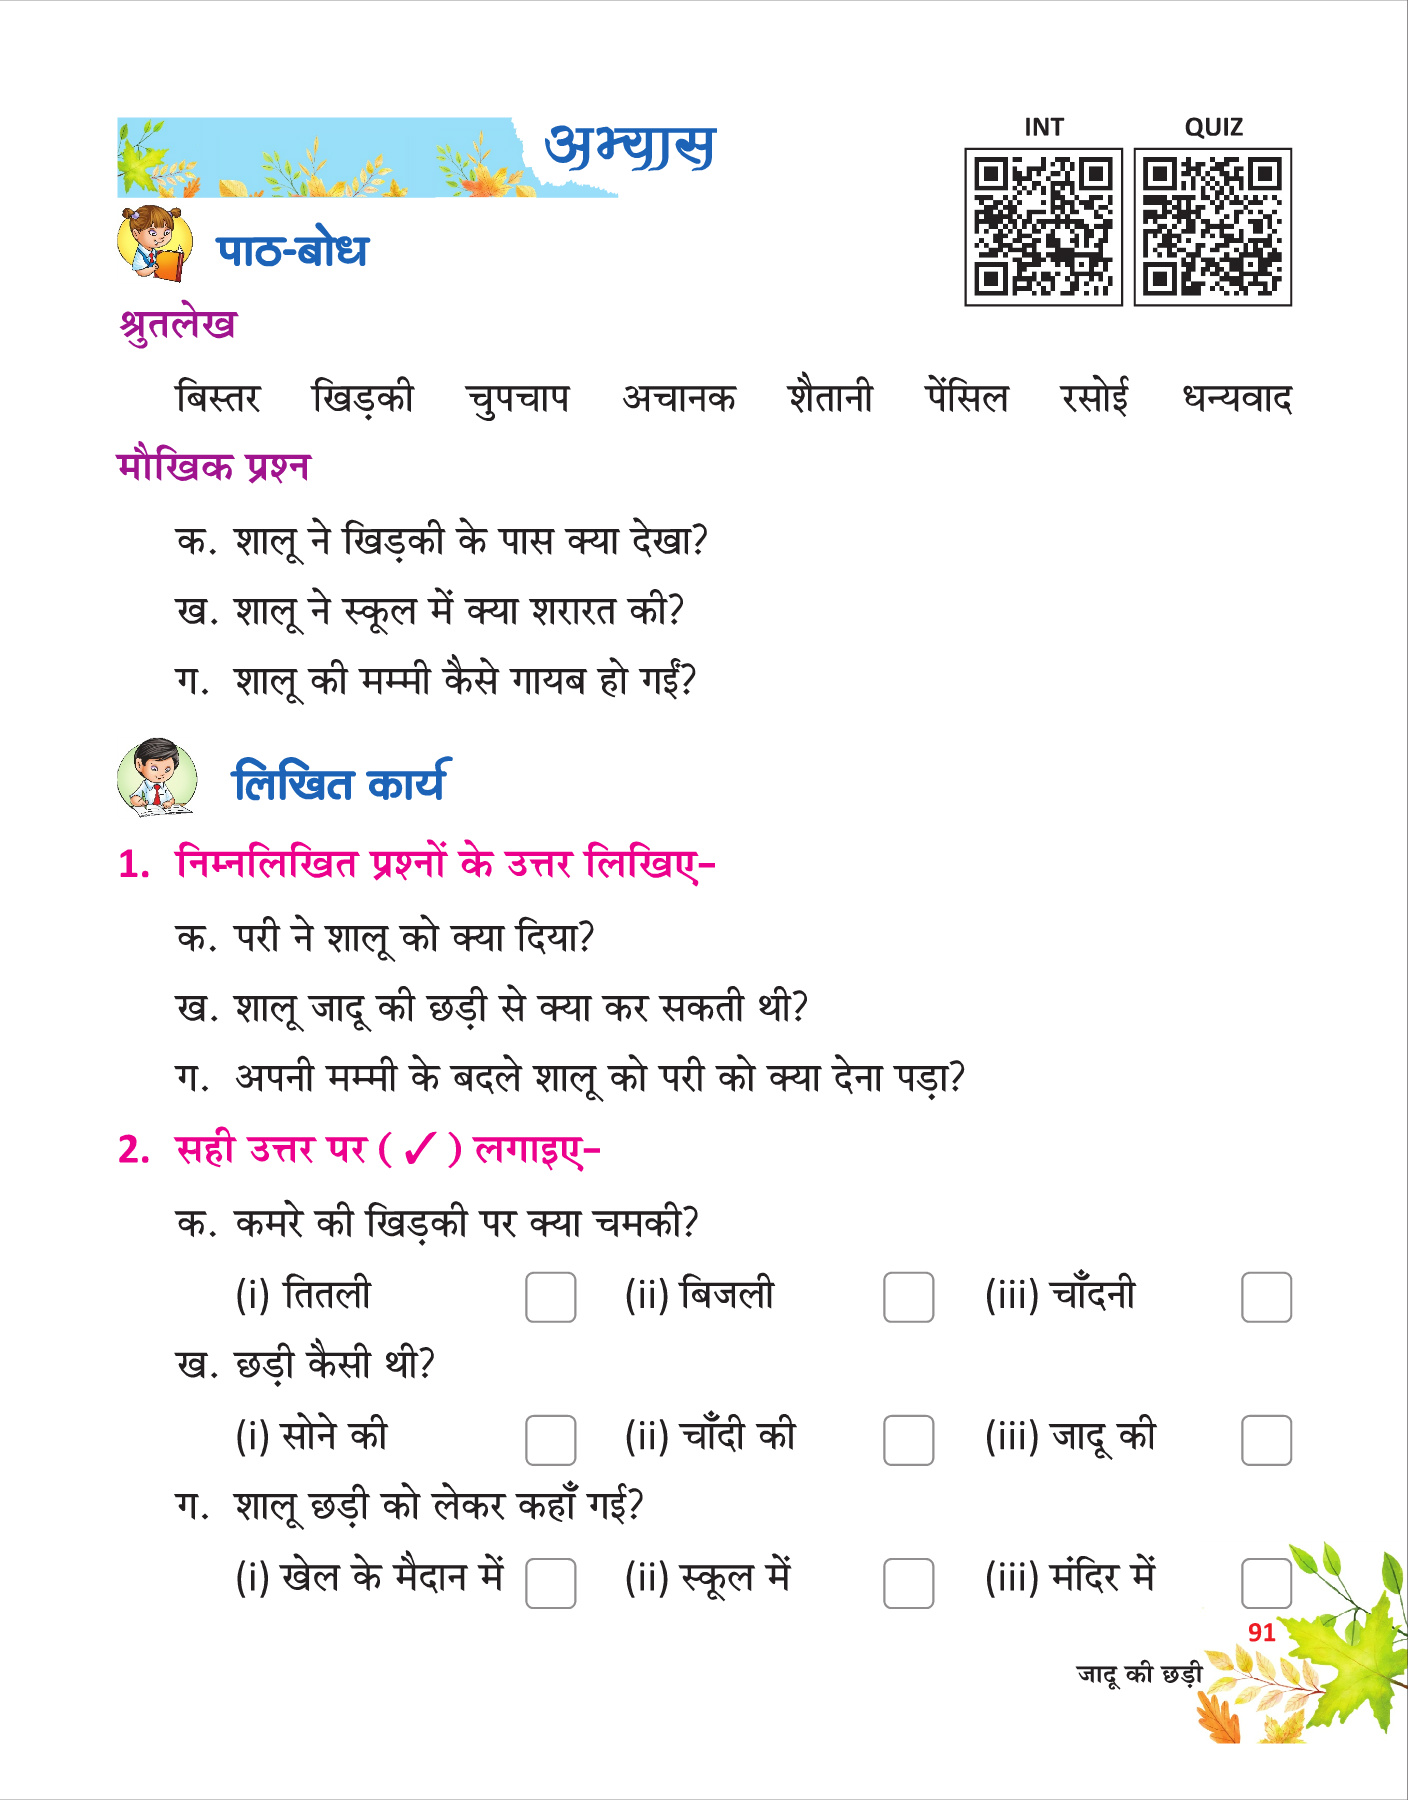 अभ्यास
INT QUIZ
पाठ-बोध
श्रुतलेख
बिस्तर खिड़की चुपचाप अचानक शैतानी पेंसिल रसोई धन्यवाद
मौखिक प्रश्न
क. शालू ने खिड़की के पास क्या देखा?
ख. शालू ने स्कूल में क्या शरारत की?
ग. शालू की मम्मी कैसे गायब हो गईं?
लिखित कार्य
1. निम्नलिखित प्रश्नों के उत्तर लिखिए-
क. परी ने शालू को क्या दिया?
ख. शालू जादू की छड़ी से क्या कर सकती थी?
ग. अपनी मम्मी के बदले शालू को परी को क्या देना पड़ा?
2. सही उत्तर पर (✓) लगाइए-
क. कमरे की खिड़की पर क्या चमकी?
(i) तितली (ii) बिजली (iii) चाँदनी
ख. छड़ी कैसी थी?
(i) सोने की (ii) चाँदी की (iii) जादू की
ग. शालू छड़ी को लेकर कहाँ गई?
(i) खेल के मैदान में (ii) स्कूल में (iii) मंदिर में
91
जादू की छड़ी